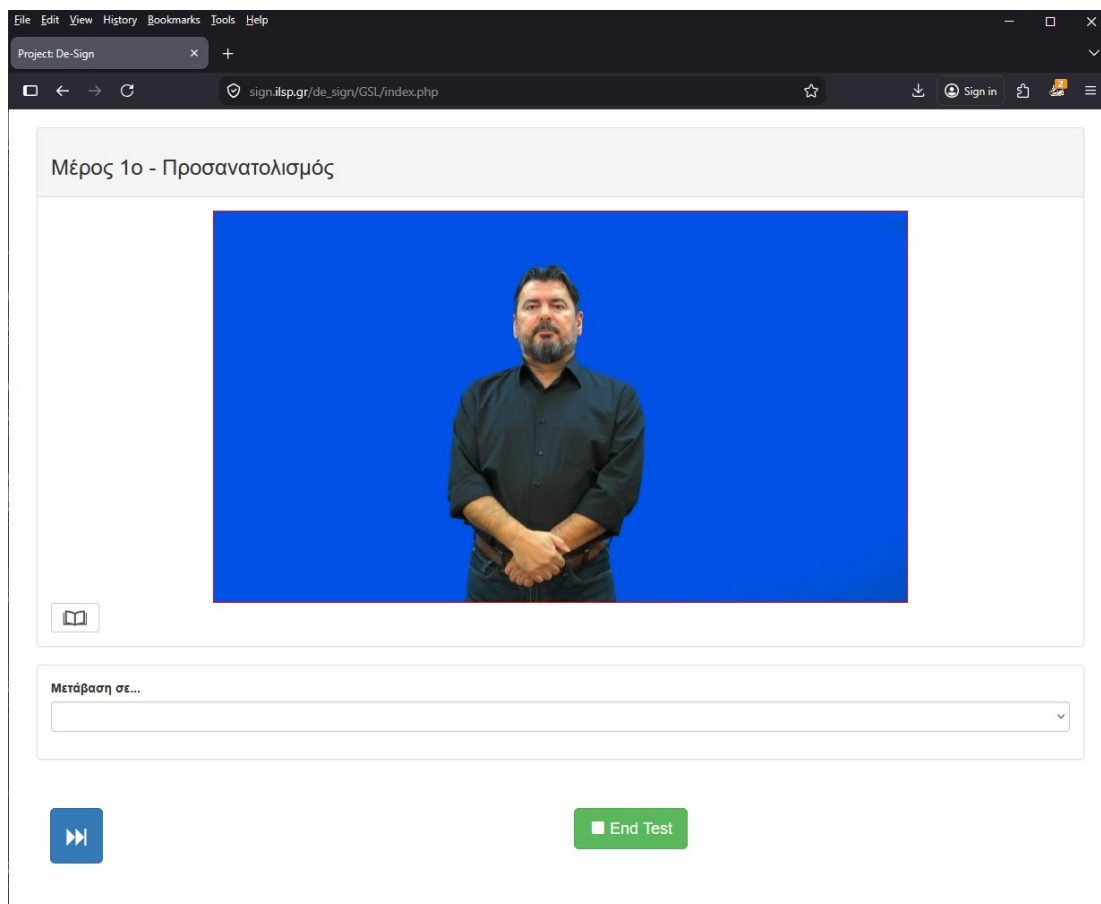 File Edit View History Bookmarks Tools Help
Project: De-Sign
sign.ilsp.gr/de_sign/GSL/index.php
Sign in
2
Μέρος 1ο - Προσανατολισμός
Μετάβαση σε...
End Test